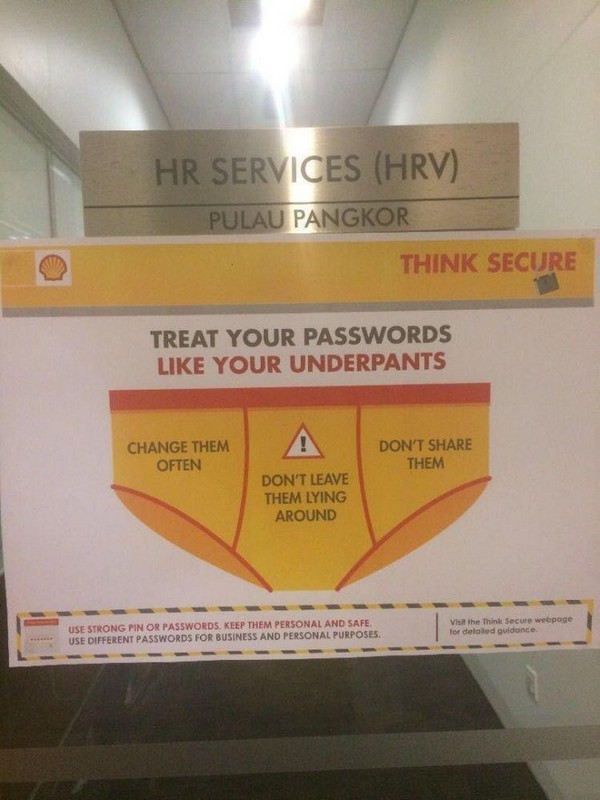 HR SERVICES (HRV)
PULAU PANGKOR
THINK SECURE
TREAT YOUR PASSWORDS
LIKE YOUR UNDERPANTS
CHANGE THEM
OFTEN
!
DON'T LEAVE
THEM LYING
AROUND
DON'T SHARE
THEM
USE STRONG PIN OR PASSWORDS. KEEP THEM PERSONAL AND SAFE.
USE DIFFERENT PASSWORDS FOR BUSINESS AND PERSONAL PURPOSES.
Visit the Think Secure webpage
for detailed guidance.